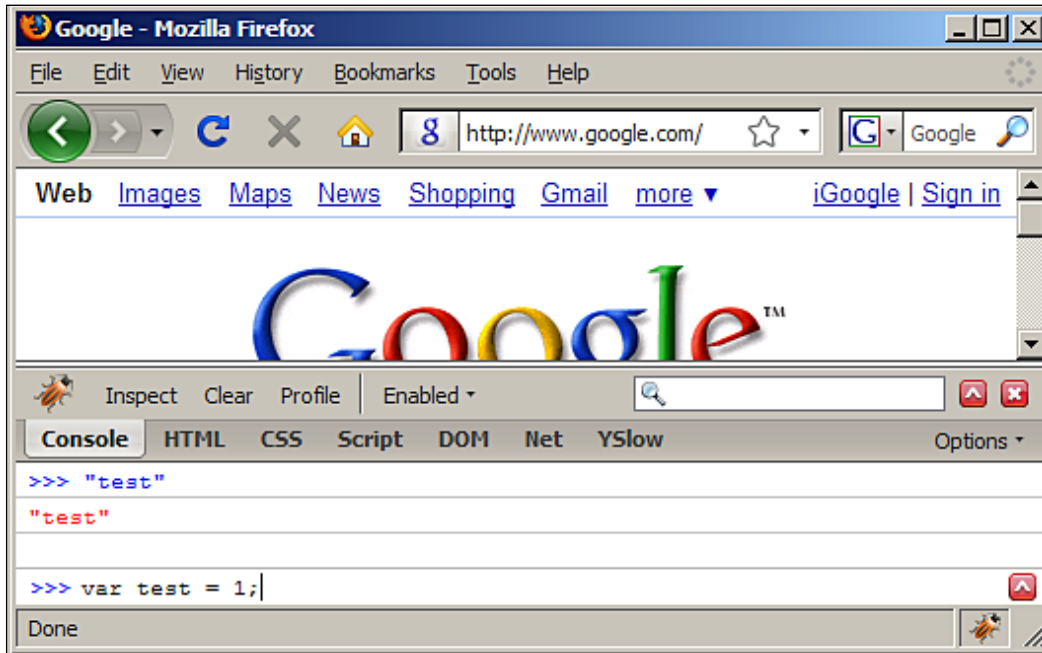 Google - Mozilla Firefox
File Edit View History Bookmarks Tools Help
g http://www.google.com/ G Google
Web Images Maps News Shopping Gmail more ▼ iGoogle | Sign in
Google™
Inspect Clear Profile Enabled
Console HTML CSS Script DOM Net YSlow Options
>>> "test"
"test"
>>> var test = 1;
Done